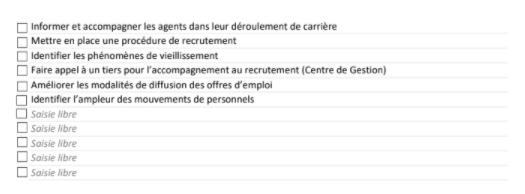 Informer et accompagner les agents dans leur déroulement de carrière
Mettre en place une procédure de recrutement
Identifier les phénomènes de vieillissement
Faire appel à un tiers pour l'accompagnement au recrutement (Centre de Gestion)
Améliorer les modalités de diffusion des offres d'emploi
Identifier l'ampleur des mouvements de personnels
Saisie libre
Saisie libre
Saisie libre
Saisie libre
Saisie libre